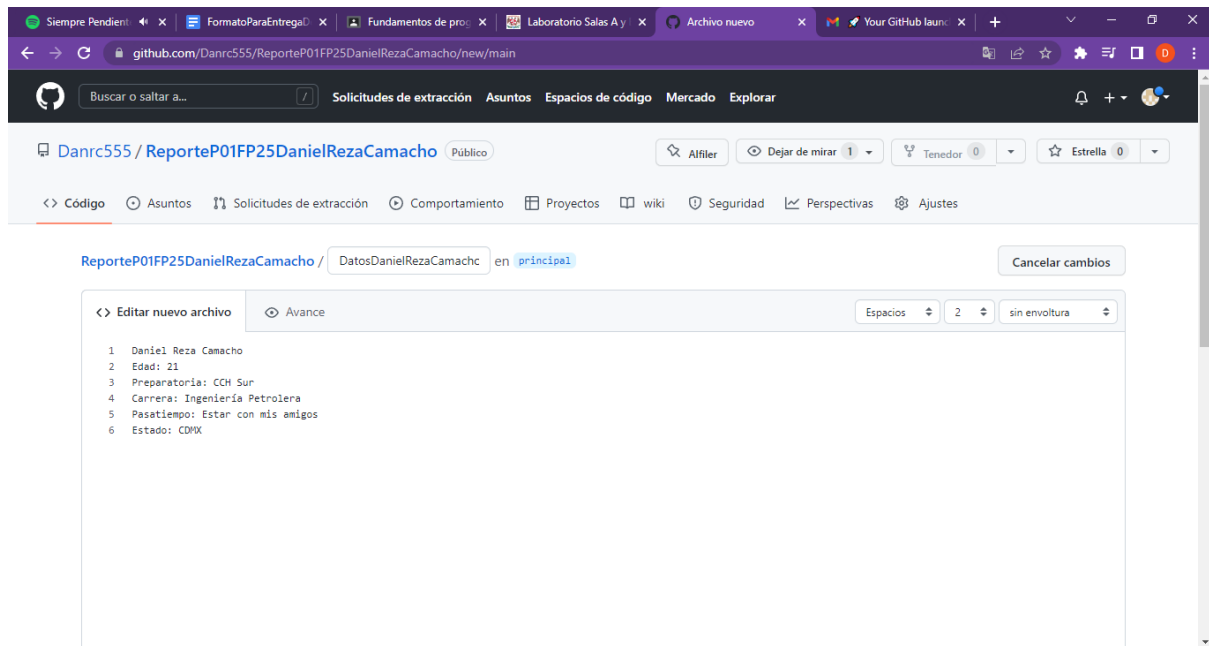 Siempre Pendient
FormatoParaEntregaD
Fundamentos de prog
Laboratorio Salas A y
Archivo nuevo
Your GitHub launc
github.com/Danrc555/ReporteP01FP25DanielRezaCamacho/new/main
D
Buscar o saltar a...
/
Solicitudes de extracción Asuntos Espacios de código Mercado Explorar
Danrc555 / ReporteP01FP25DanielRezaCamacho Público
Alfiler
Dejar de mirar 1
Tenedor 0
Estrella 0
<> Código
Asuntos
Solicitudes de extracción
Comportamiento
Proyectos
wiki
Seguridad
Perspectivas
Ajustes
ReporteP01FP25DanielRezaCamacho / DatosDanielRezaCamachc en principal
Cancelar cambios
<> Editar nuevo archivo
Avance
Espacios
2
sin envoltura
1 Daniel Reza Camacho
2 Edad: 21
3 Preparatoria: CCH Sur
4 Carrera: Ingeniería Petrolera
5 Pasatiempo: Estar con mis amigos
6 Estado: CDMX